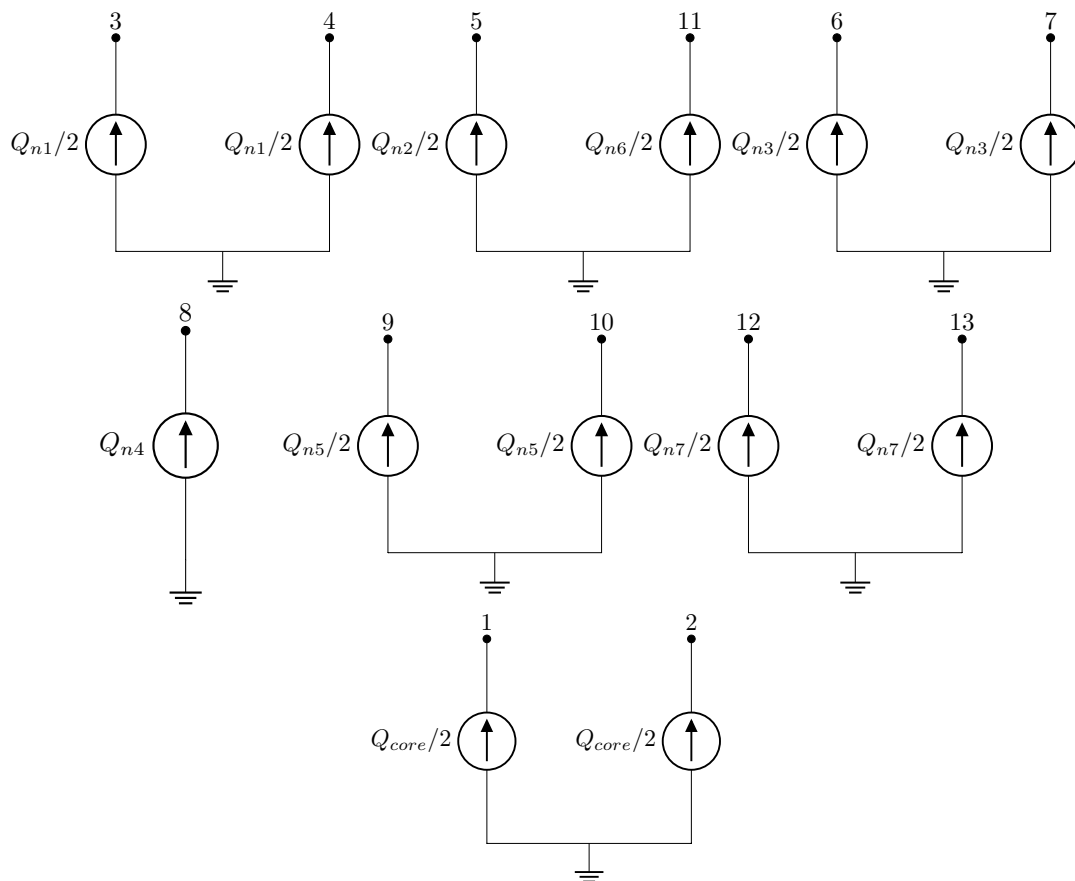 3 4 5 11 6 7
Q_{n1}/2 Q_{n1}/2 Q_{n2}/2 Q_{n6}/2 Q_{n3}/2 Q_{n3}/2
8 9 10 12 13
Q_{n4} Q_{n5}/2 Q_{n5}/2 Q_{n7}/2 Q_{n7}/2
1 2
Q_{core}/2 Q_{core}/2